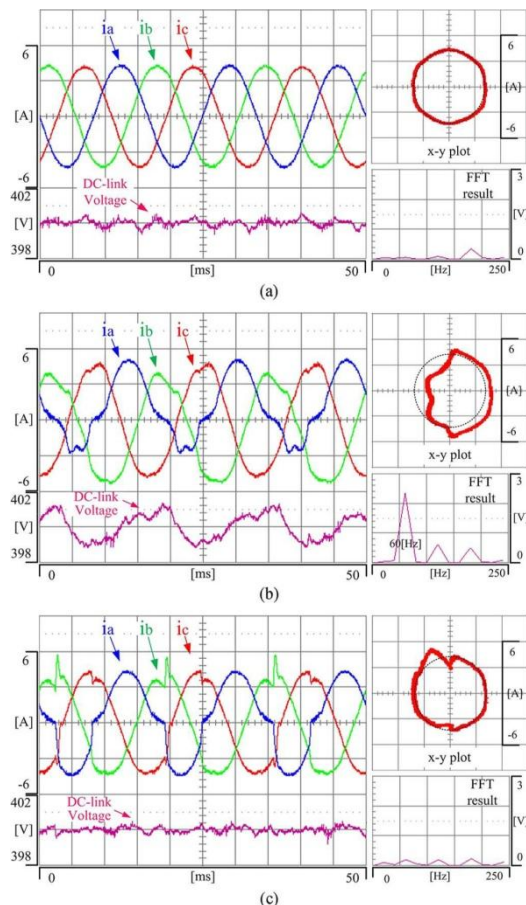 ia ib ic
6
[A]
-6
402
DC-link
Voltage
[V]
398
0 [ms] 50
6
[A]
-6
x-y plot
FFT
result
3
[V]
0
0 [Hz] 250
(a)
ia ib ic
6
[A]
-6
402
DC-link
Voltage
[V]
398
0 [ms] 50
6
[A]
-6
x-y plot
FFT
result
3
[V]
0
60[Hz]
0 [Hz] 250
(b)
ia ib ic
6
[A]
-6
402
DC-link
Voltage
[V]
398
0 [ms] 50
6
[A]
-6
x-y plot
FFT
result
3
[V]
0
0 [Hz] 250
(c)